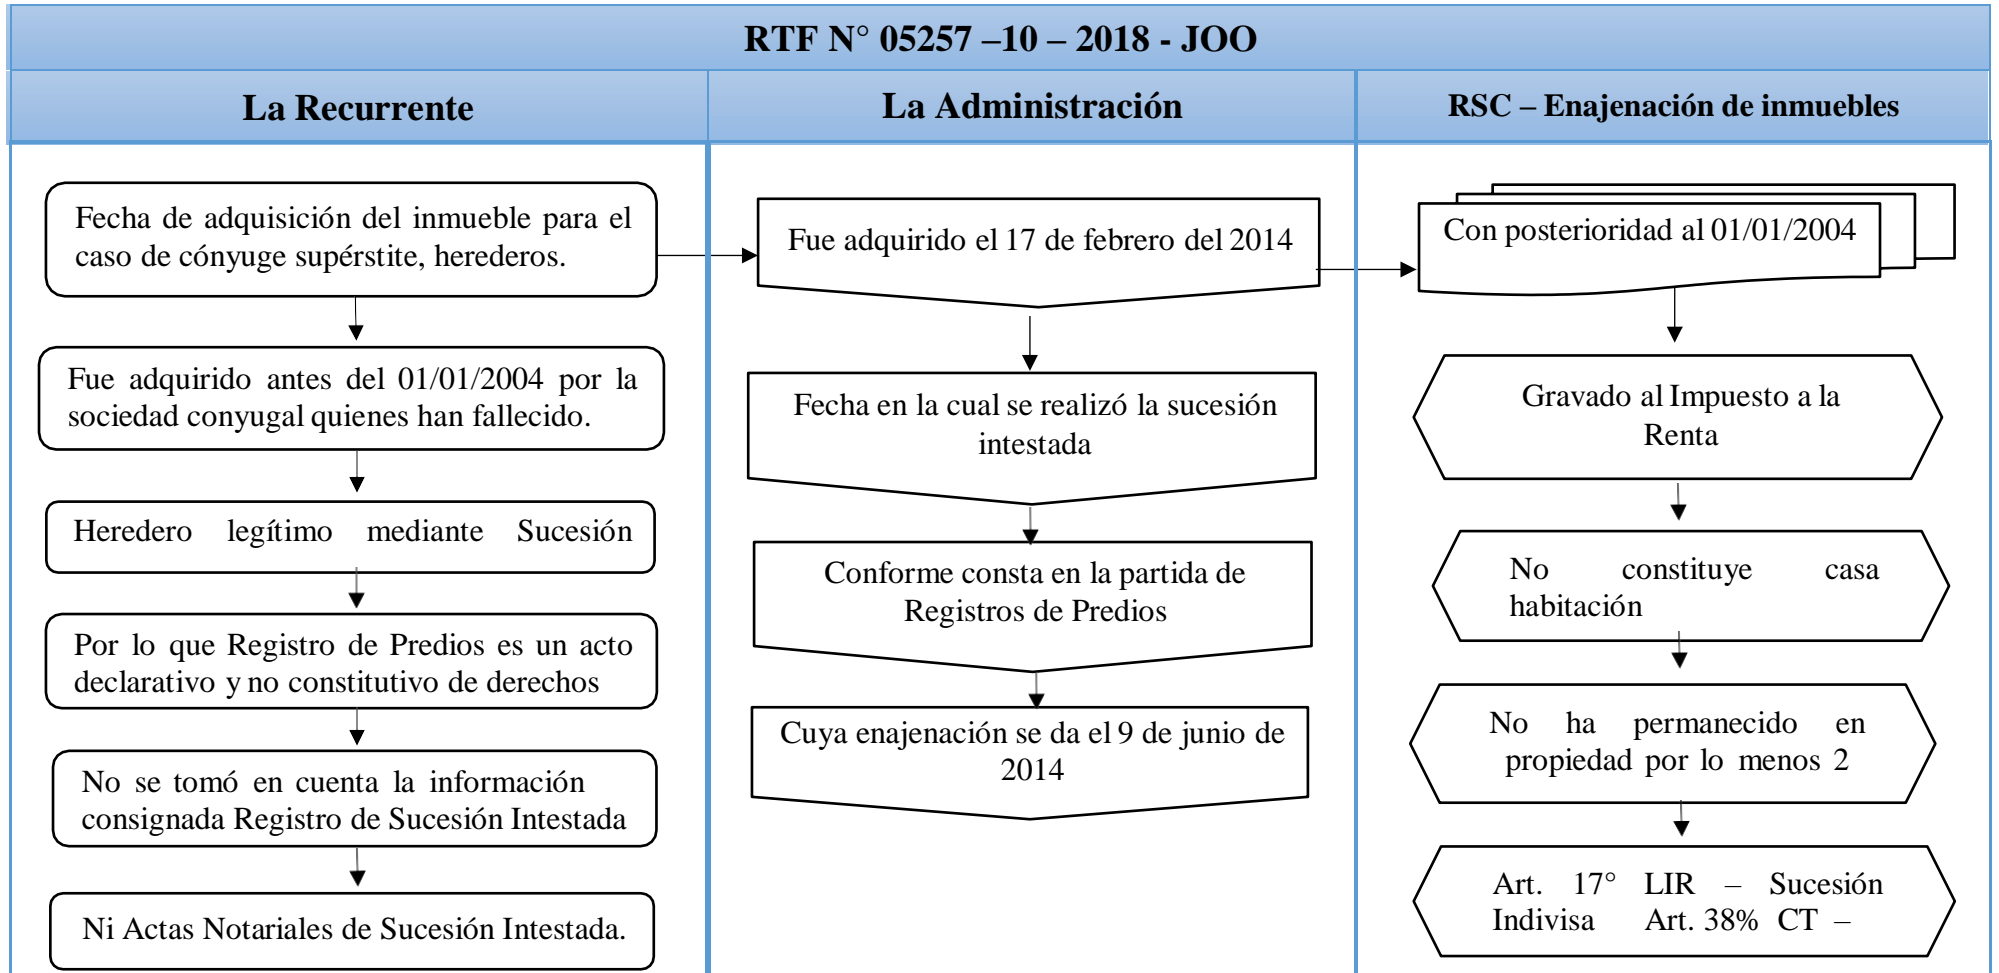 RTF N° 05257 –10 – 2018 - JOO
La Recurrente
La Administración
RSC – Enajenación de inmuebles
Fecha de adquisición del inmueble para el
caso de cónyuge supérstite, herederos.
Fue adquirido antes del 01/01/2004 por la
sociedad conyugal quienes han fallecido.
Heredero legítimo mediante Sucesión
Por lo que Registro de Predios es un acto
declarativo y no constitutivo de derechos
No se tomó en cuenta la información
consignada Registro de Sucesión Intestada
Ni Actas Notariales de Sucesión Intestada.
Fue adquirido el 17 de febrero del 2014
Fecha en la cual se realizó la sucesión
intestada
Conforme consta en la partida de
Registros de Predios
Cuya enajenación se da el 9 de junio de
2014
Con posterioridad al 01/01/2004
Gravado al Impuesto a la
Renta
No constituye casa
habitación
No ha permanecido en
propiedad por lo menos 2
Art. 17° LIR – Sucesión
Indivisa Art. 38% CT –